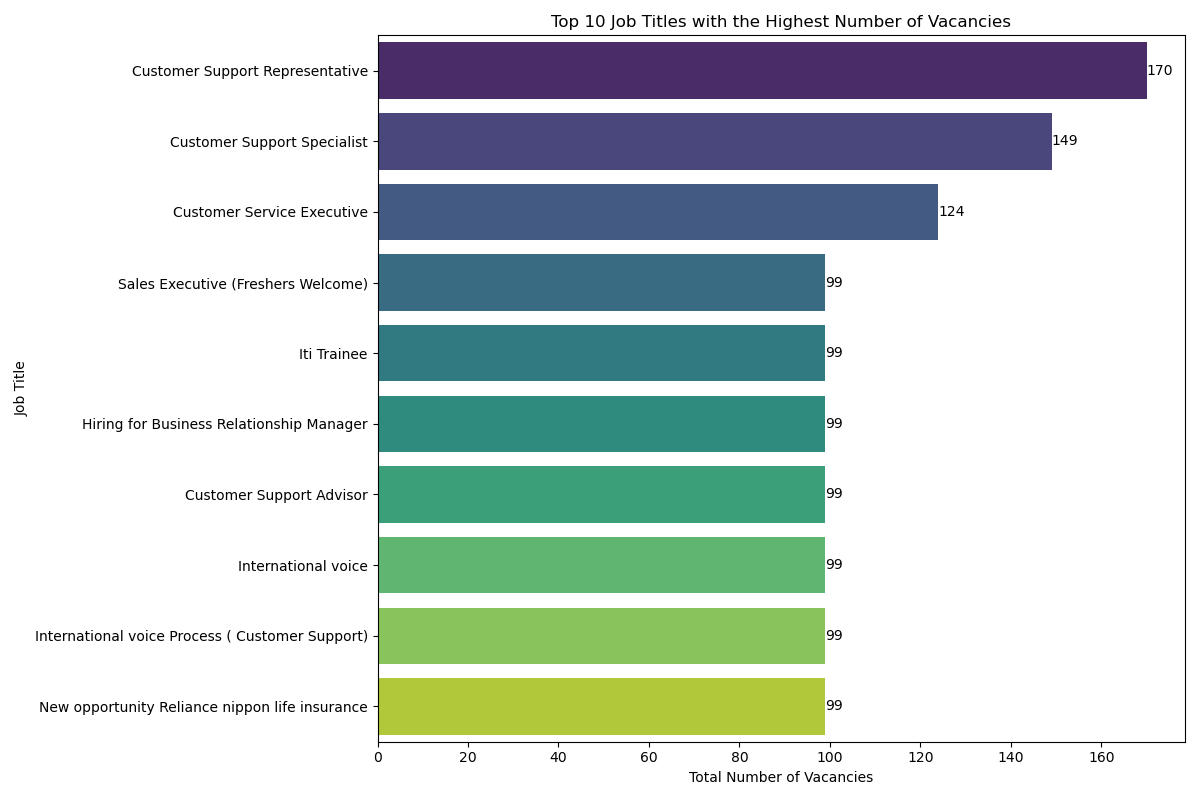 Top 10 Job Titles with the Highest Number of Vacancies
Customer Support Representative 170
Customer Support Specialist 149
Customer Service Executive 124
Sales Executive (Freshers Welcome) 99
Iti Trainee 99
Hiring for Business Relationship Manager 99
Customer Support Advisor 99
International voice 99
International voice Process ( Customer Support) 99
New opportunity Reliance nippon life insurance 99
Job Title
0 20 40 60 80 100 120 140 160
Total Number of Vacancies